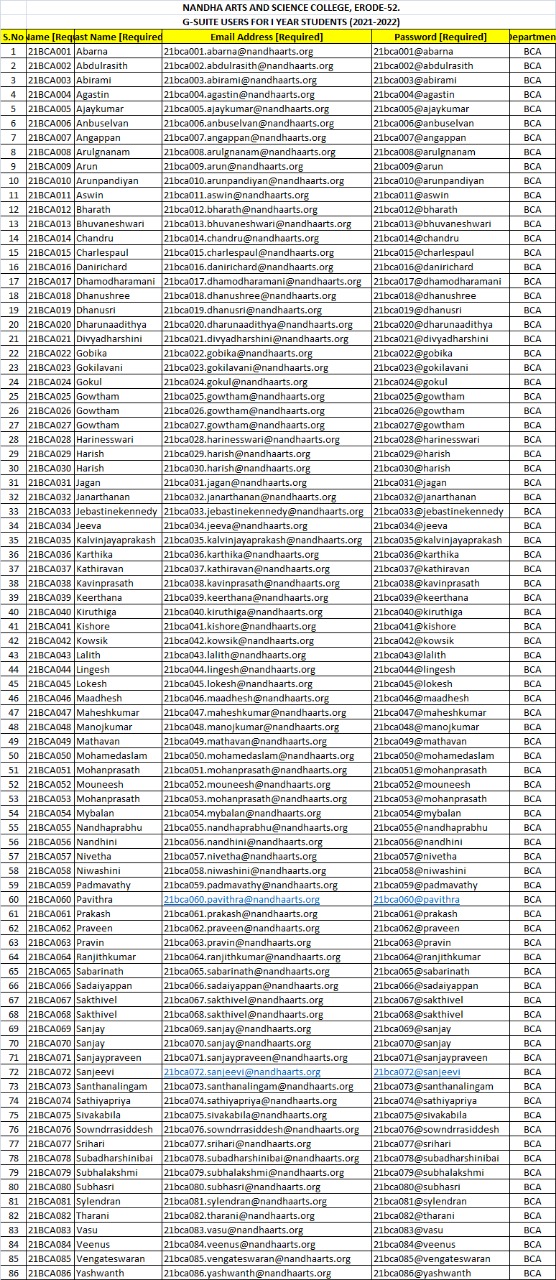 NANDHA ARTS AND SCIENCE COLLEGE, ERODE-52.
G-SUITE USERS FOR I YEAR STUDENTS (2021-2022)
S.No Name [Requ ast Name [Required Email Address [Required] Password [Required] Departmen
1 21BCA001 Abarna 21bca001.abarna@nandhaarts.org 21bca001@abarna BCA
2 21BCA002 Abdulrasith 21bca002.abdulrasith@nandhaarts.org 21bca002@abdulrasith BCA
3 21BCA003 Abirami 21bca003.abirami@nandhaarts.org 21bca003@abirami BCA
4 21BCA004 Agastin 21bca004.agastin@nandhaarts.org 21bca004@agastin BCA
5 21BCA005 Ajaykumar 21bca005.ajaykumar@nandhaarts.org 21bca005@ajaykumar BCA
6 21BCA006 Anbuselvan 21bca006.anbuselvan@nandhaarts.org 21bca006@anbuselvan BCA
7 21BCA007 Angappan 21bca007.angappan@nandhaarts.org 21bca007@angappan BCA
8 21BCA008 Arulgnanam 21bca008.arulgnanam@nandhaarts.org 21bca008@arulgnanam BCA
9 21BCA009 Arun 21bca009.arun@nandhaarts.org 21bca009@arun BCA
10 21BCA010 Arunpandiyan 21bca010.arunpandiyan@nandhaarts.org 21bca010@arunpandiyan BCA
11 21BCA011 Aswin 21bca011.aswin@nandhaarts.org 21bca011@aswin BCA
12 21BCA012 Bharath 21bca012.bharath@nandhaarts.org 21bca012@bharath BCA
13 21BCA013 Bhuvaneshwari 21bca013.bhuvaneshwari@nandhaarts.org 21bca013@bhuvaneshwari BCA
14 21BCA014 Chandru 21bca014.chandru@nandhaarts.org 21bca014@chandru BCA
15 21BCA015 Charlespaul 21bca015.charlespaul@nandhaarts.org 21bca015@charlespaul BCA
16 21BCA016 Danirichard 21bca016.danirichard@nandhaarts.org 21bca016@danirichard BCA
17 21BCA017 Dhamodharamani 21bca017.dhamodharamani@nandhaarts.org 21bca017@dhamodharamani BCA
18 21BCA018 Dhanushree 21bca018.dhanushree@nandhaarts.org 21bca018@dhanushree BCA
19 21BCA019 Dhanusri 21bca019.dhanusri@nandhaarts.org 21bca019@dhanusri BCA
20 21BCA020 Dharunaadithya 21bca020.dharunaadithya@nandhaarts.org 21bca020@dharunaadithya BCA
21 21BCA021 Divyadharshini 21bca021.divyadharshini@nandhaarts.org 21bca021@divyadharshini BCA
22 21BCA022 Gobika 21bca022.gobika@nandhaarts.org 21bca022@gobika BCA
23 21BCA023 Gokilavani 21bca023.gokilavani@nandhaarts.org 21bca023@gokilavani BCA
24 21BCA024 Gokul 21bca024.gokul@nandhaarts.org 21bca024@gokul BCA
25 21BCA025 Gowtham 21bca025.gowtham@nandhaarts.org 21bca025@gowtham BCA
26 21BCA026 Gowtham 21bca026.gowtham@nandhaarts.org 21bca026@gowtham BCA
27 21BCA027 Gowtham 21bca027.gowtham@nandhaarts.org 21bca027@gowtham BCA
28 21BCA028 Harinesswari 21bca028.harinesswari@nandhaarts.org 21bca028@harinesswari BCA
29 21BCA029 Harish 21bca029.harish@nandhaarts.org 21bca029@harish BCA
30 21BCA030 Harish 21bca030.harish@nandhaarts.org 21bca030@harish BCA
31 21BCA031 Jagan 21bca031.jagan@nandhaarts.org 21bca031@jagan BCA
32 21BCA032 Janarthanan 21bca032.janarthanan@nandhaarts.org 21bca032@janarthanan BCA
33 21BCA033 Jebastinekennedy 21bca033.jebastinekennedy@nandhaarts.org 21bca033@jebastinekennedy BCA
34 21BCA034 Jeeva 21bca034.jeeva@nandhaarts.org 21bca034@jeeva BCA
35 21BCA035 Kalvinjayaprakash 21bca035.kalvinjayaprakash@nandhaarts.org 21bca035@kalvinjayaprakash BCA
36 21BCA036 Karthika 21bca036.karthika@nandhaarts.org 21bca036@karthika BCA
37 21BCA037 Kathiravan 21bca037.kathiravan@nandhaarts.org 21bca037@kathiravan BCA
38 21BCA038 Kavinprasath 21bca038.kavinprasath@nandhaarts.org 21bca038@kavinprasath BCA
39 21BCA039 Keerthana 21bca039.keerthana@nandhaarts.org 21bca039@keerthana BCA
40 21BCA040 Kiruthiga 21bca040.kiruthiga@nandhaarts.org 21bca040@kiruthiga BCA
41 21BCA041 Kishore 21bca041.kishore@nandhaarts.org 21bca041@kishore BCA
42 21BCA042 Kowsik 21bca042.kowsik@nandhaarts.org 21bca042@kowsik BCA
43 21BCA043 Lalith 21bca043.lalith@nandhaarts.org 21bca043@lalith BCA
44 21BCA044 Lingesh 21bca044.lingesh@nandhaarts.org 21bca044@lingesh BCA
45 21BCA045 Lokesh 21bca045.lokesh@nandhaarts.org 21bca045@lokesh BCA
46 21BCA046 Maadhesh 21bca046.maadhesh@nandhaarts.org 21bca046@maadhesh BCA
47 21BCA047 Maheshkumar 21bca047.maheshkumar@nandhaarts.org 21bca047@maheshkumar BCA
48 21BCA048 Manojkumar 21bca048.manojkumar@nandhaarts.org 21bca048@manojkumar BCA
49 21BCA049 Mathavan 21bca049.mathavan@nandhaarts.org 21bca049@mathavan BCA
50 21BCA050 Mohamedaslam 21bca050.mohamedaslam@nandhaarts.org 21bca050@mohamedaslam BCA
51 21BCA051 Mohanprasath 21bca051.mohanprasath@nandhaarts.org 21bca051@mohanprasath BCA
52 21BCA052 Mouneesh 21bca052.mouneesh@nandhaarts.org 21bca052@mouneesh BCA
53 21BCA053 Mohanprasath 21bca053.mohanprasath@nandhaarts.org 21bca053@mohanprasath BCA
54 21BCA054 Mybalan 21bca054.mybalan@nandhaarts.org 21bca054@mybalan BCA
55 21BCA055 Nandhaprabhu 21bca055.nandhaprabhu@nandhaarts.org 21bca055@nandhaprabhu BCA
56 21BCA056 Nandhini 21bca056.nandhini@nandhaarts.org 21bca056@nandhini BCA
57 21BCA057 Nivetha 21bca057.nivetha@nandhaarts.org 21bca057@nivetha BCA
58 21BCA058 Niwashini 21bca058.niwashini@nandhaarts.org 21bca058@niwashini BCA
59 21BCA059 Padmavathy 21bca059.padmavathy@nandhaarts.org 21bca059@padmavathy BCA
60 21BCA060 Pavithra 21bca060.pavithra@nandhaarts.org 21bca060@pavithra BCA
61 21BCA061 Prakash 21bca061.prakash@nandhaarts.org 21bca061@prakash BCA
62 21BCA062 Praveen 21bca062.praveen@nandhaarts.org 21bca062@praveen BCA
63 21BCA063 Pravin 21bca063.pravin@nandhaarts.org 21bca063@pravin BCA
64 21BCA064 Ranjithkumar 21bca064.ranjithkumar@nandhaarts.org 21bca064@ranjithkumar BCA
65 21BCA065 Sabarinath 21bca065.sabarinath@nandhaarts.org 21bca065@sabarinath BCA
66 21BCA066 Sadaiyappan 21bca066.sadaiyappan@nandhaarts.org 21bca066@sadaiyappan BCA
67 21BCA067 Sakthivel 21bca067.sakthivel@nandhaarts.org 21bca067@sakthivel BCA
68 21BCA068 Sakthivel 21bca068.sakthivel@nandhaarts.org 21bca068@sakthivel BCA
69 21BCA069 Sanjay 21bca069.sanjay@nandhaarts.org 21bca069@sanjay BCA
70 21BCA070 Sanjay 21bca070.sanjay@nandhaarts.org 21bca070@sanjay BCA
71 21BCA071 Sanjaypraveen 21bca071.sanjaypraveen@nandhaarts.org 21bca071@sanjaypraveen BCA
72 21BCA072 Sanjeevi 21bca072.sanjeevi@nandhaarts.org 21bca072@sanjeevi BCA
73 21BCA073 Santhanalingam 21bca073.santhanalingam@nandhaarts.org 21bca073@santhanalingam BCA
74 21BCA074 Sathiyapriya 21bca074.sathiyapriya@nandhaarts.org 21bca074@sathiyapriya BCA
75 21BCA075 Sivakabila 21bca075.sivakabila@nandhaarts.org 21bca075@sivakabila BCA
76 21BCA076 Sowndrrasiddesh 21bca076.sowndrrasiddesh@nandhaarts.org 21bca076@sowndrrasiddesh BCA
77 21BCA077 Srihari 21bca077.srihari@nandhaarts.org 21bca077@srihari BCA
78 21BCA078 Subadharshinibai 21bca078.subadharshinibai@nandhaarts.org 21bca078@subadharshinibai BCA
79 21BCA079 Subhalakshmi 21bca079.subhalakshmi@nandhaarts.org 21bca079@subhalakshmi BCA
80 21BCA080 Subhasri 21bca080.subhasri@nandhaarts.org 21bca080@subhasri BCA
81 21BCA081 Sylendran 21bca081.sylendran@nandhaarts.org 21bca081@sylendran BCA
82 21BCA082 Tharani 21bca082.tharani@nandhaarts.org 21bca082@tharani BCA
83 21BCA083 Vasu 21bca083.vasu@nandhaarts.org 21bca083@vasu BCA
84 21BCA084 Veenus 21bca084.veenus@nandhaarts.org 21bca084@veenus BCA
85 21BCA085 Vengateswaran 21bca085.vengateswaran@nandhaarts.org 21bca085@vengateswaran BCA
86 21BCA086 Yashwanth 21bca086.yashwanth@nandhaarts.org 21bca086@yashwanth BCA